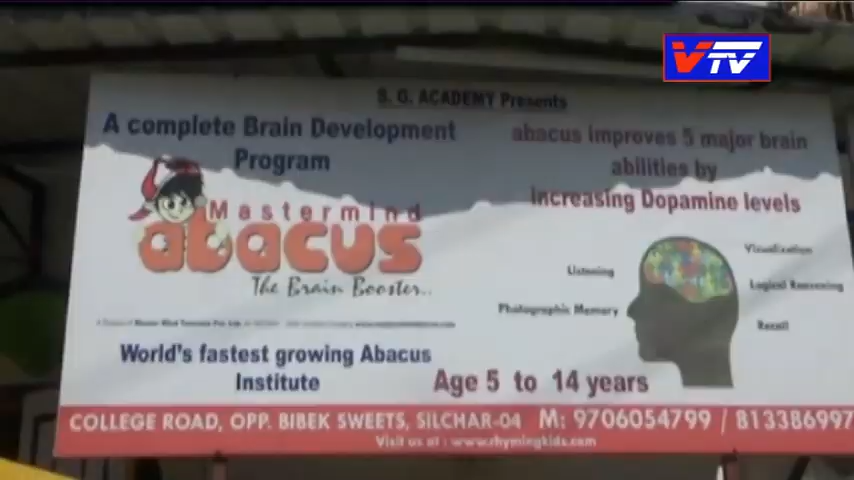 VTV
S. G. ACADEMY Presents
A complete Brain Development
Program
Mastermind
abacus
The Brain Booster..
World's fastest growing Abacus
Institute
abacus improves 5 major brain
abilities by
increasing Dopamine levels
Visualization
Listening
Logical Reasoning
Photographic Memory
Recall
Age 5 to 14 years
COLLEGE ROAD, OPP. BIBEK SWEETS, SILCHAR-04 M: 9706054799 / 813386997
Visit us at : www.rhymingkids.com